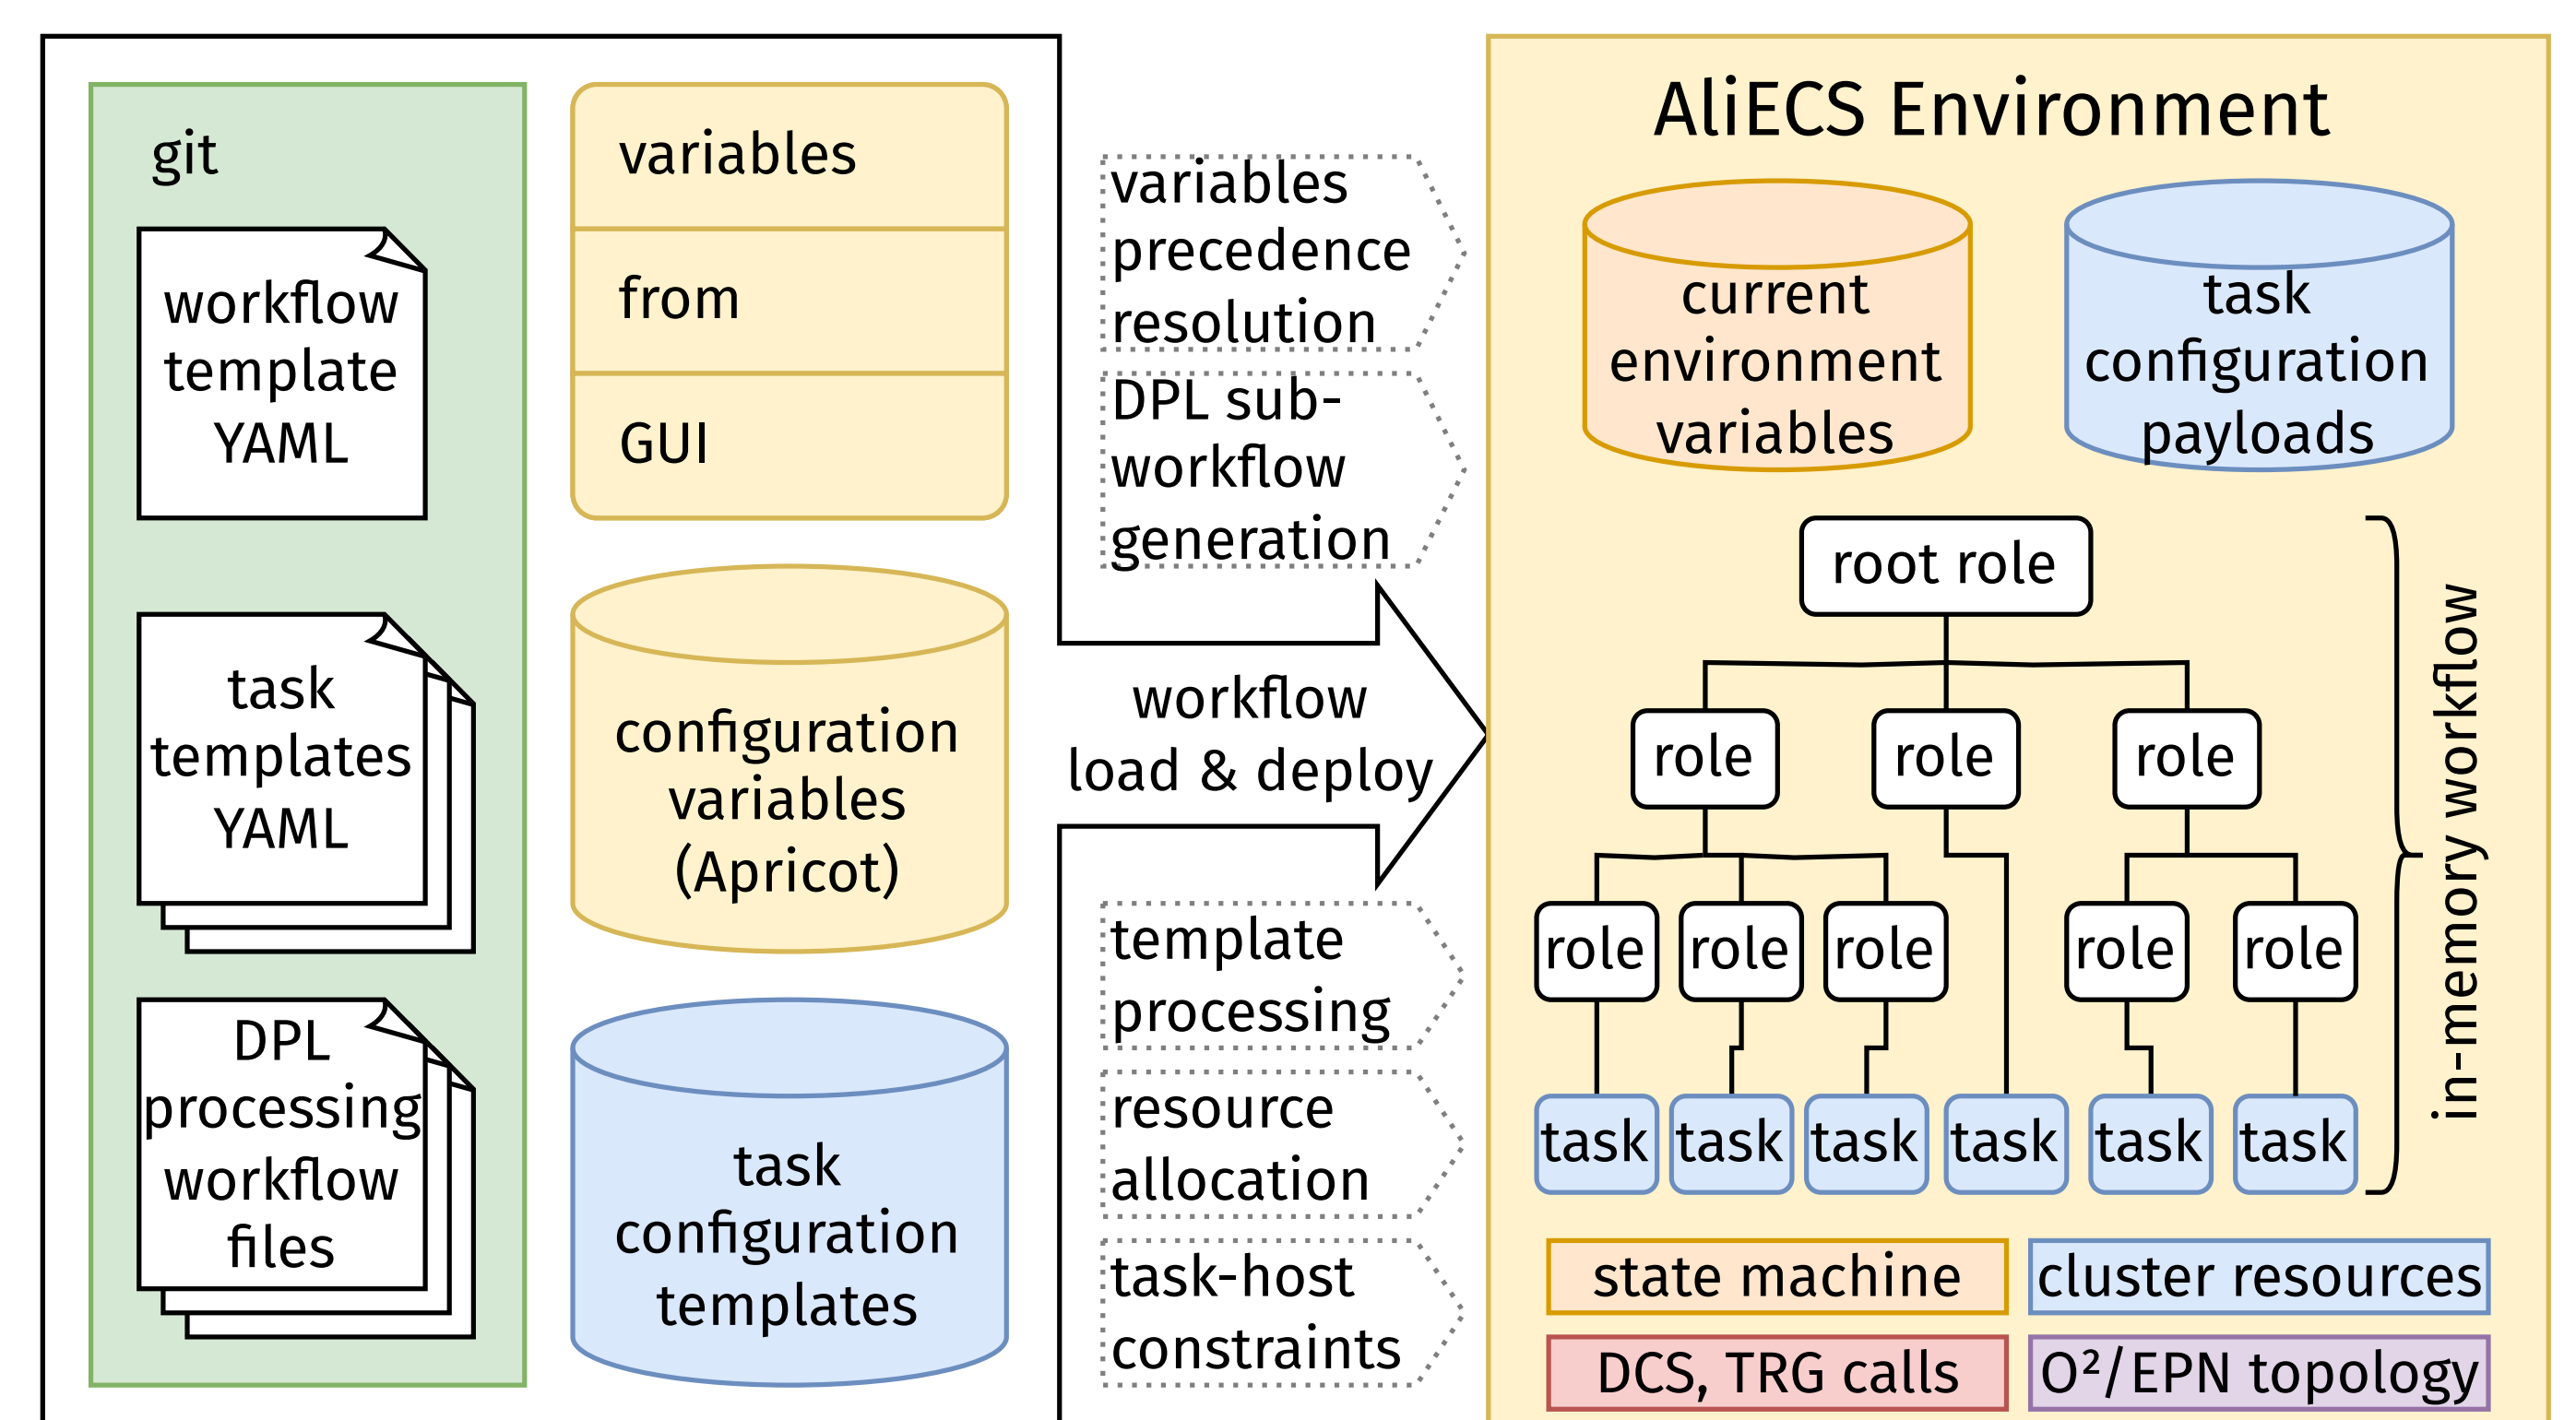 git
workflow
template
YAML
task
templates
YAML
DPL
processing
workflow
files
variables
from
GUI
configuration
variables
(Apricot)
task
configuration
templates
variables
precedence
resolution
DPL sub-
workflow
generation
workflow
load & deploy
template
processing
resource
allocation
task-host
constraints
AliECS Environment
current
environment
variables
task
configuration
payloads
root role
role role role
role role role role role
task task task task task task
in-memory workflow
state machine
cluster resources
DCS, TRG calls
O²/EPN topology